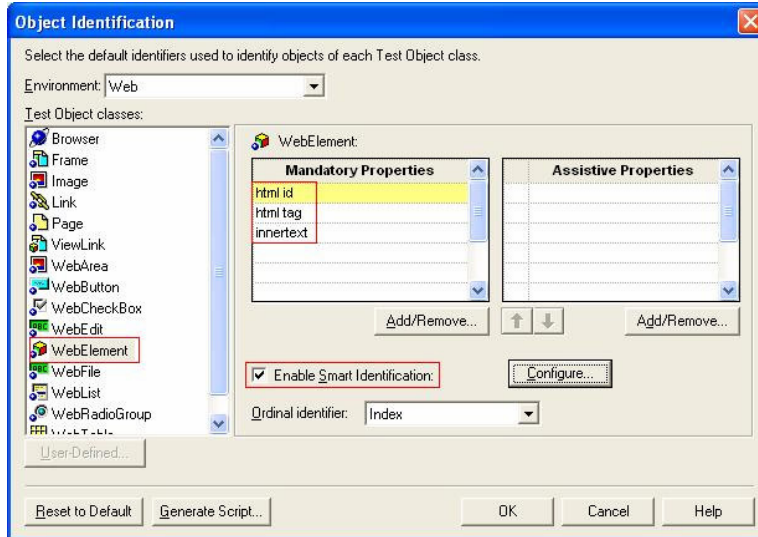 Object Identification
Select the default identifiers used to identify objects of each Test Object class.
Environment: Web
Test Object classes:
Browser
Frame
Image
Link
Page
ViewLink
WebArea
WebButton
WebCheckBox
WebEdit
WebElement
WebFile
WebList
WebRadioGroup
WebElement:
Mandatory Properties
html id
html tag
innertext
Add/Remove...
Assistive Properties
Add/Remove...
Enable Smart Identification:
Configure...
Ordinal identifier: Index
User-Defined...
Reset to Default
Generate Script...
OK
Cancel
Help